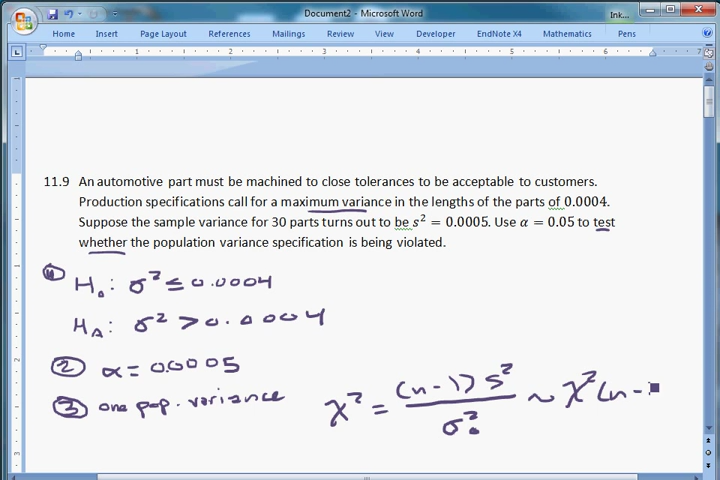 Document2 - Microsoft Word
Ink...
Home Insert Page Layout References Mailings Review View Developer EndNote X4 Mathematics Pens
11.9 An automotive part must be machined to close tolerances to be acceptable to customers.
Production specifications call for a maximum variance in the lengths of the parts of 0.0004.
Suppose the sample variance for 30 parts turns out to be s² = 0.0005. Use α = 0.05 to test
whether the population variance specification is being violated.
① H₀: σ² ≤ 0.0004
H_A: σ² > 0.0004
② α = 0.0005
③ one pop. variance
χ² = (n-1) s² / σ₀² ~ χ² (n-